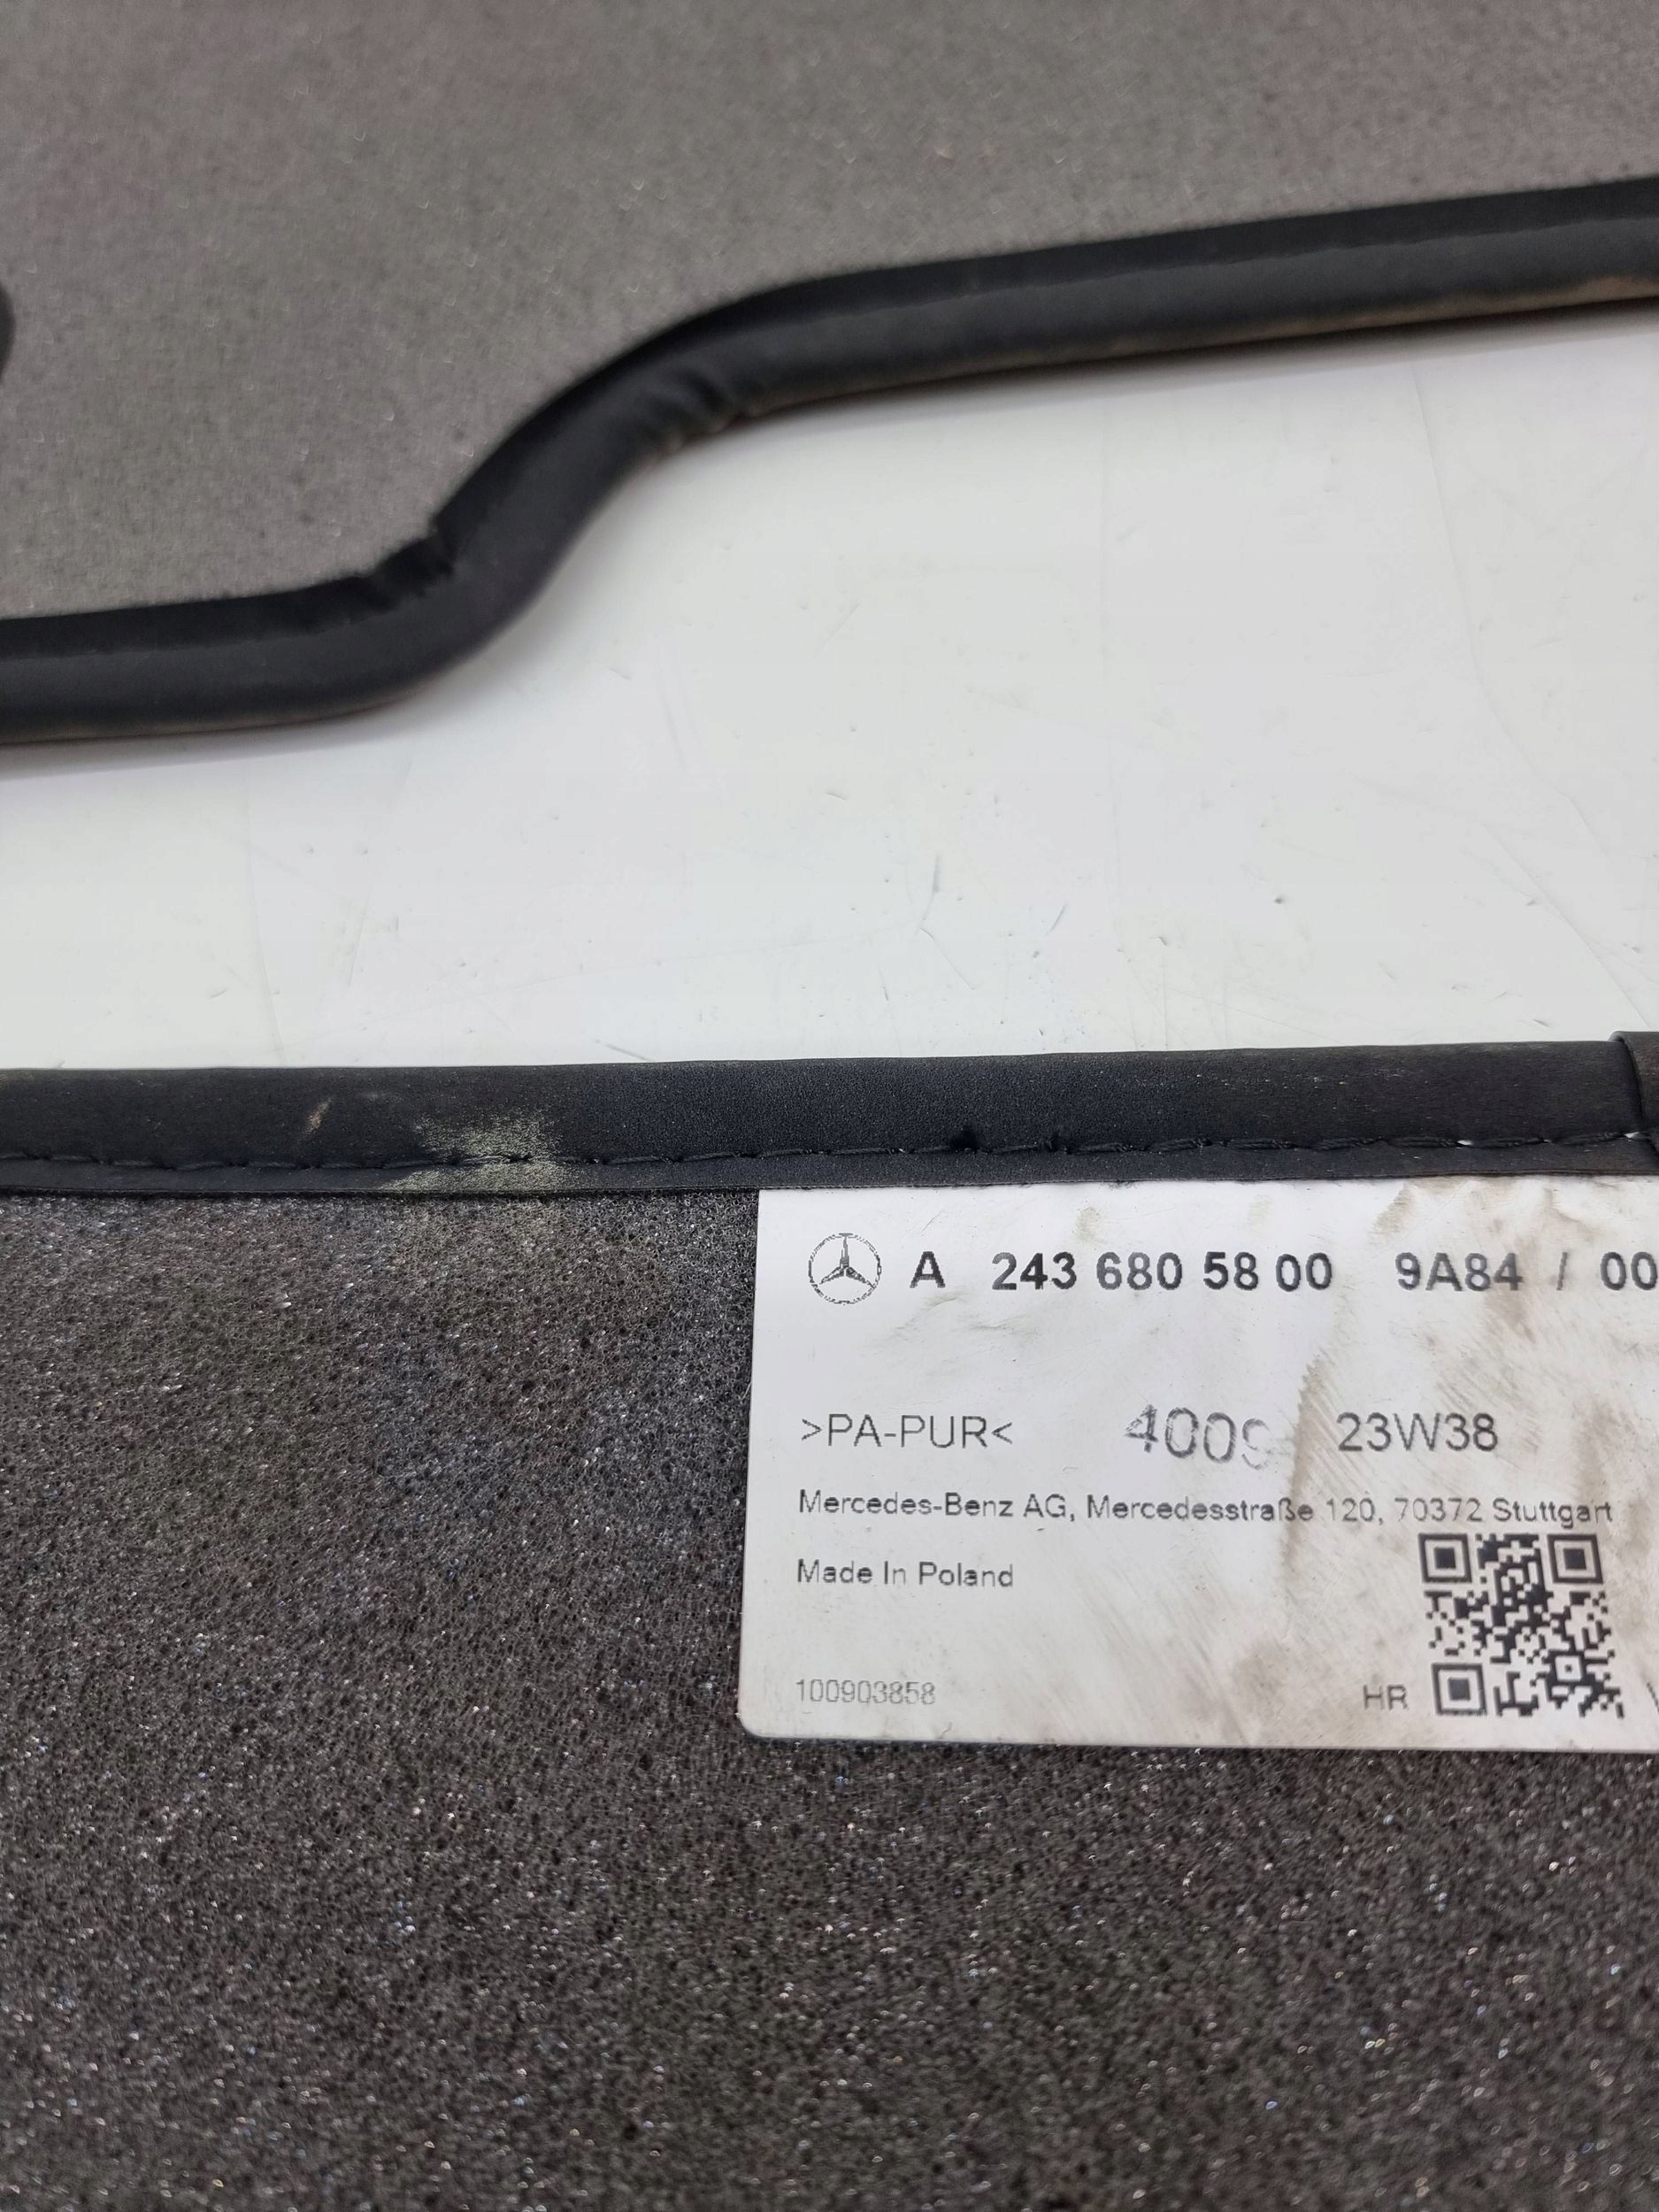 A 243 680 58 00 9A84 / 00
>PA-PUR< 4009 23W38
Mercedes-Benz AG, Mercedesstraße 120, 70372 Stuttgart
Made In Poland
100903858 HR